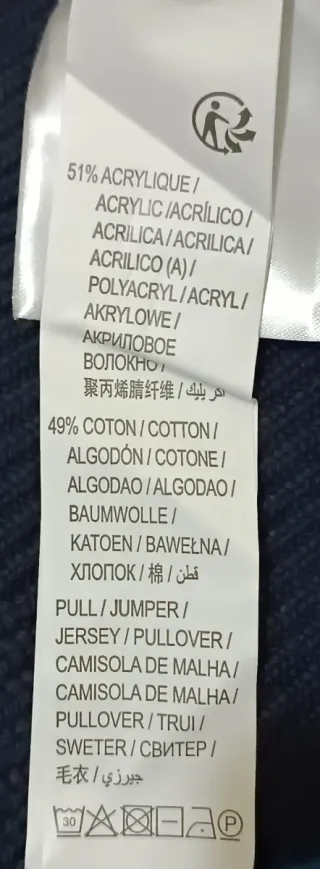 51% ACRYLIQUE /
ACRYLIC /ACRÍLICO /
ACRILICA / ACRILICA /
ACRILICO (A) /
POLYACRYL / ACRYL /
AKRYLOWE /
АКРИЛОВОЕ
ВОЛОКНО /
聚丙烯腈纤维 /
49% COTON / COTTON /
ALGODÓN / COTONE /
ALGODAO / ALGODAO /
BAUMWOLLE /
KATOEN / BAWEŁNA /
ХЛОПОК / 棉 / قطن
PULL / JUMPER /
JERSEY / PULLOVER /
CAMISOLA DE MALHA /
CAMISOLA DE MALHA /
PULLOVER / TRUI /
SWETER / СВИТЕР /
毛衣 / جيرزي
30 P